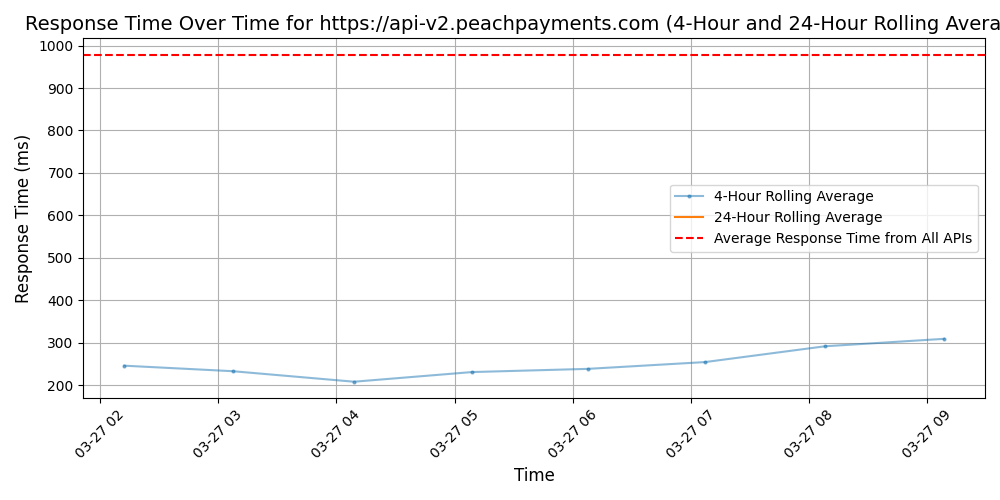 Response Time Over Time for https://api-v2.peachpayments.com (4-Hour and 24-Hour Rolling Avera
1000
900
800
700
600
500
400
300
200
Response Time (ms)
4-Hour Rolling Average
24-Hour Rolling Average
Average Response Time from All APIs
03-27 02
03-27 03
03-27 04
03-27 05
03-27 06
03-27 07
03-27 08
03-27 09
Time